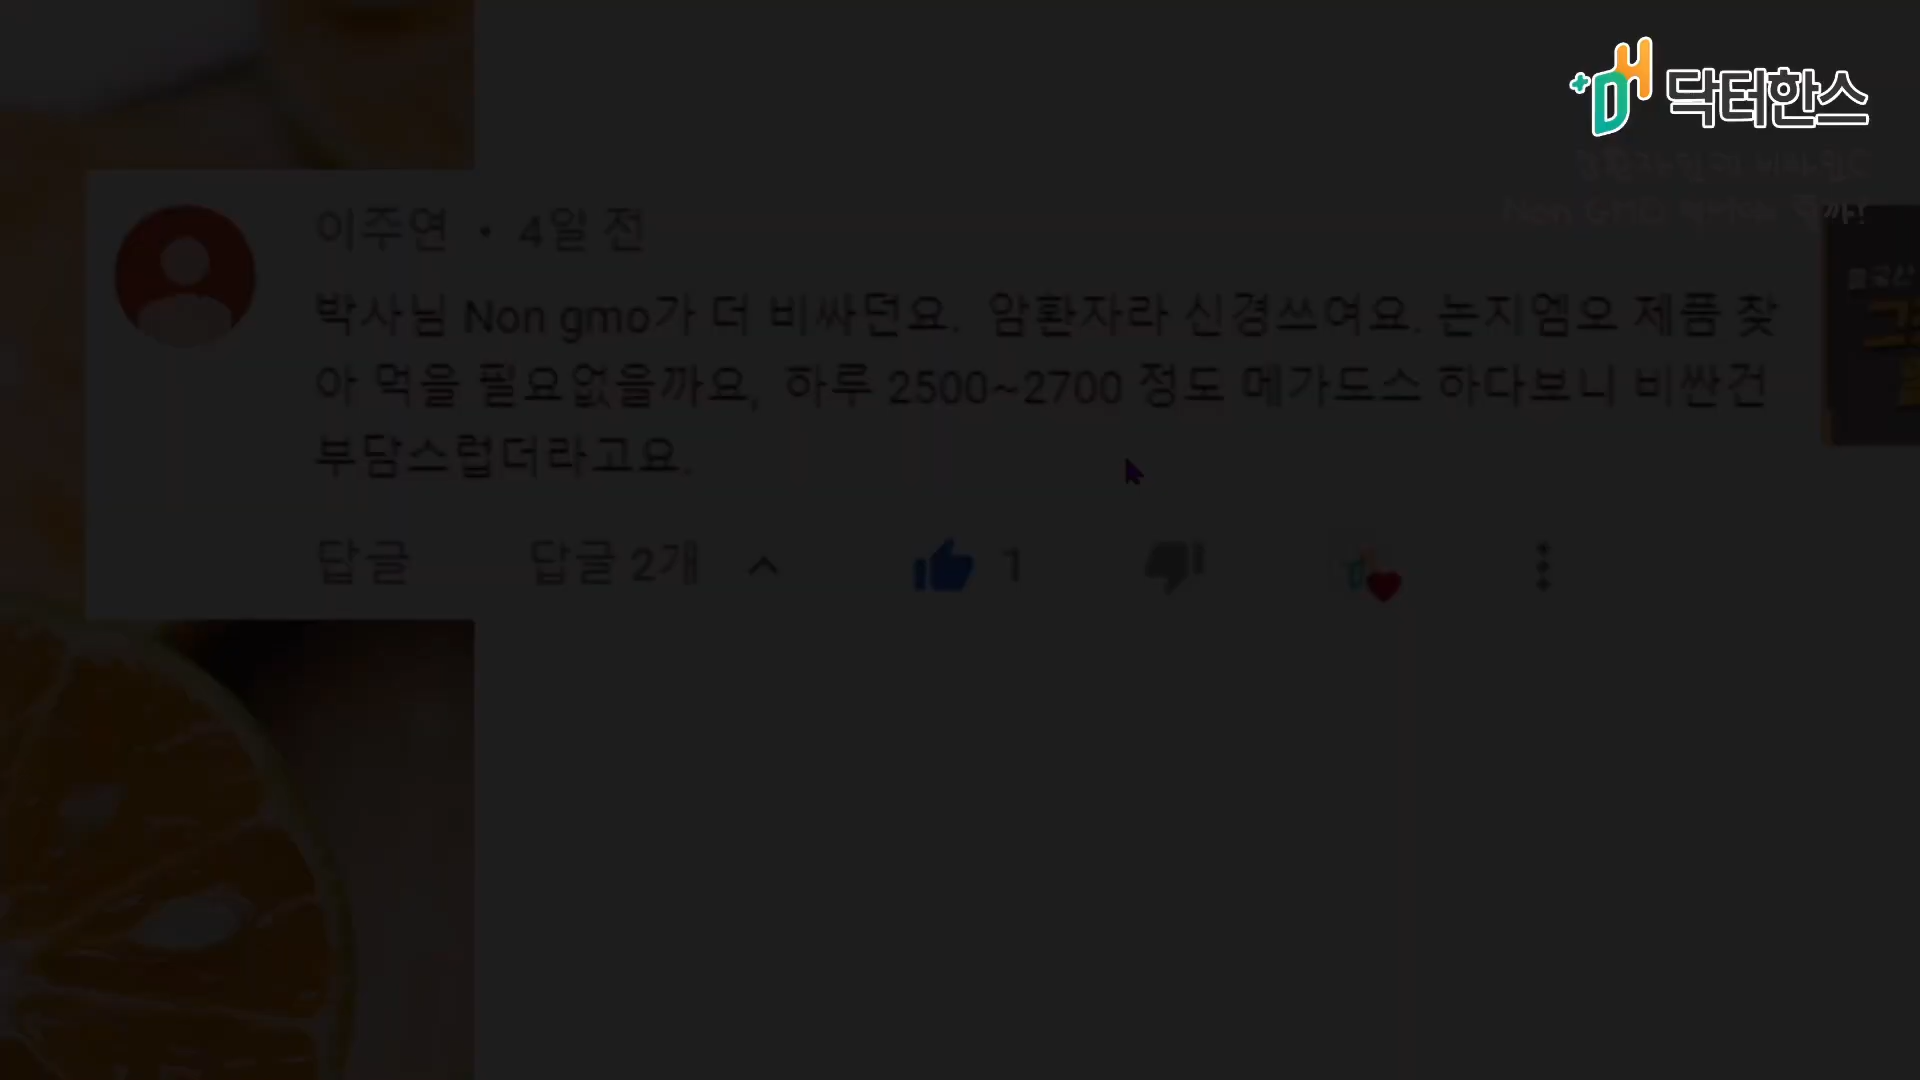 닥터한스
Non GMO
이주연 • 4일 전
박사님 Non gmo가 더 비싸던요. 암환자라 신경쓰여요. 논지엠오 제품 찾
아 먹을 필요없을까요, 하루 2500~2700 정도 메가드스 하다보니 비싼건
부담스럽더라고요.
답글 답글 2개 1